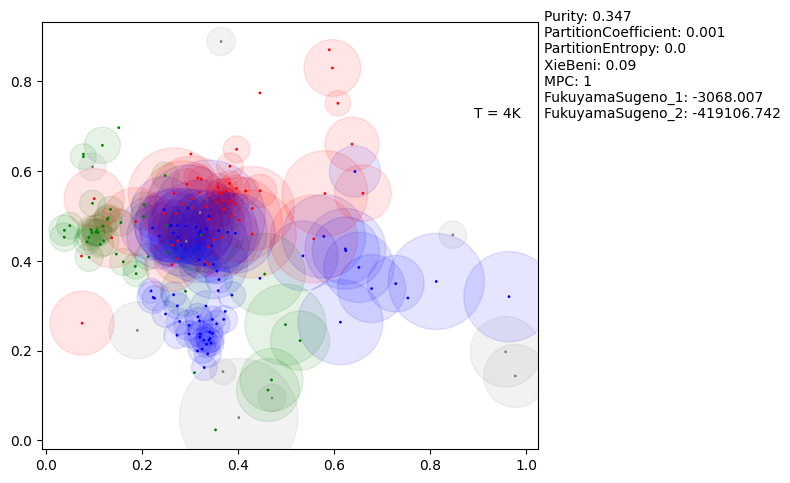 Purity: 0.347
PartitionCoefficient: 0.001
PartitionEntropy: 0.0
XieBeni: 0.09
MPC: 1
FukuyamaSugeno_1: -3068.007
FukuyamaSugeno_2: -419106.742
T = 4K
0.8
0.6
0.4
0.2
0.0
0.0 0.2 0.4 0.6 0.8 1.0